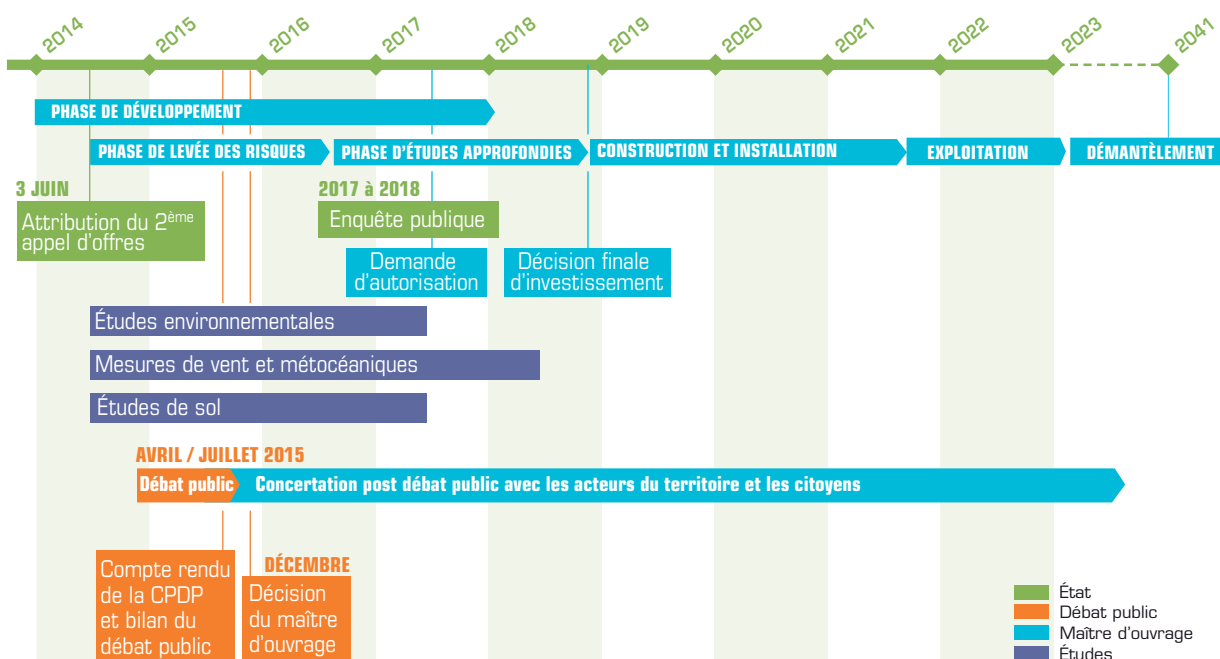 2014 2015 2016 2017 2018 2019 2020 2021 2022 2023 2041
PHASE DE DÉVELOPPEMENT
PHASE DE LEVÉE DES RISQUES PHASE D'ÉTUDES APPROFONDIES CONSTRUCTION ET INSTALLATION EXPLOITATION DÉMANTÈLEMENT
3 JUIN
Attribution du 2ème
appel d'offres
2017 à 2018
Enquête publique
Demande
d'autorisation
Décision finale
d'investissement
Études environnementales
Mesures de vent et métocéaniques
Études de sol
AVRIL / JUILLET 2015
Débat public Concertation post débat public avec les acteurs du territoire et les citoyens
Compte rendu
de la CPDP
et bilan du
débat public
DÉCEMBRE
Décision
du maître
d'ouvrage
État
Débat public
Maître d'ouvrage
Études